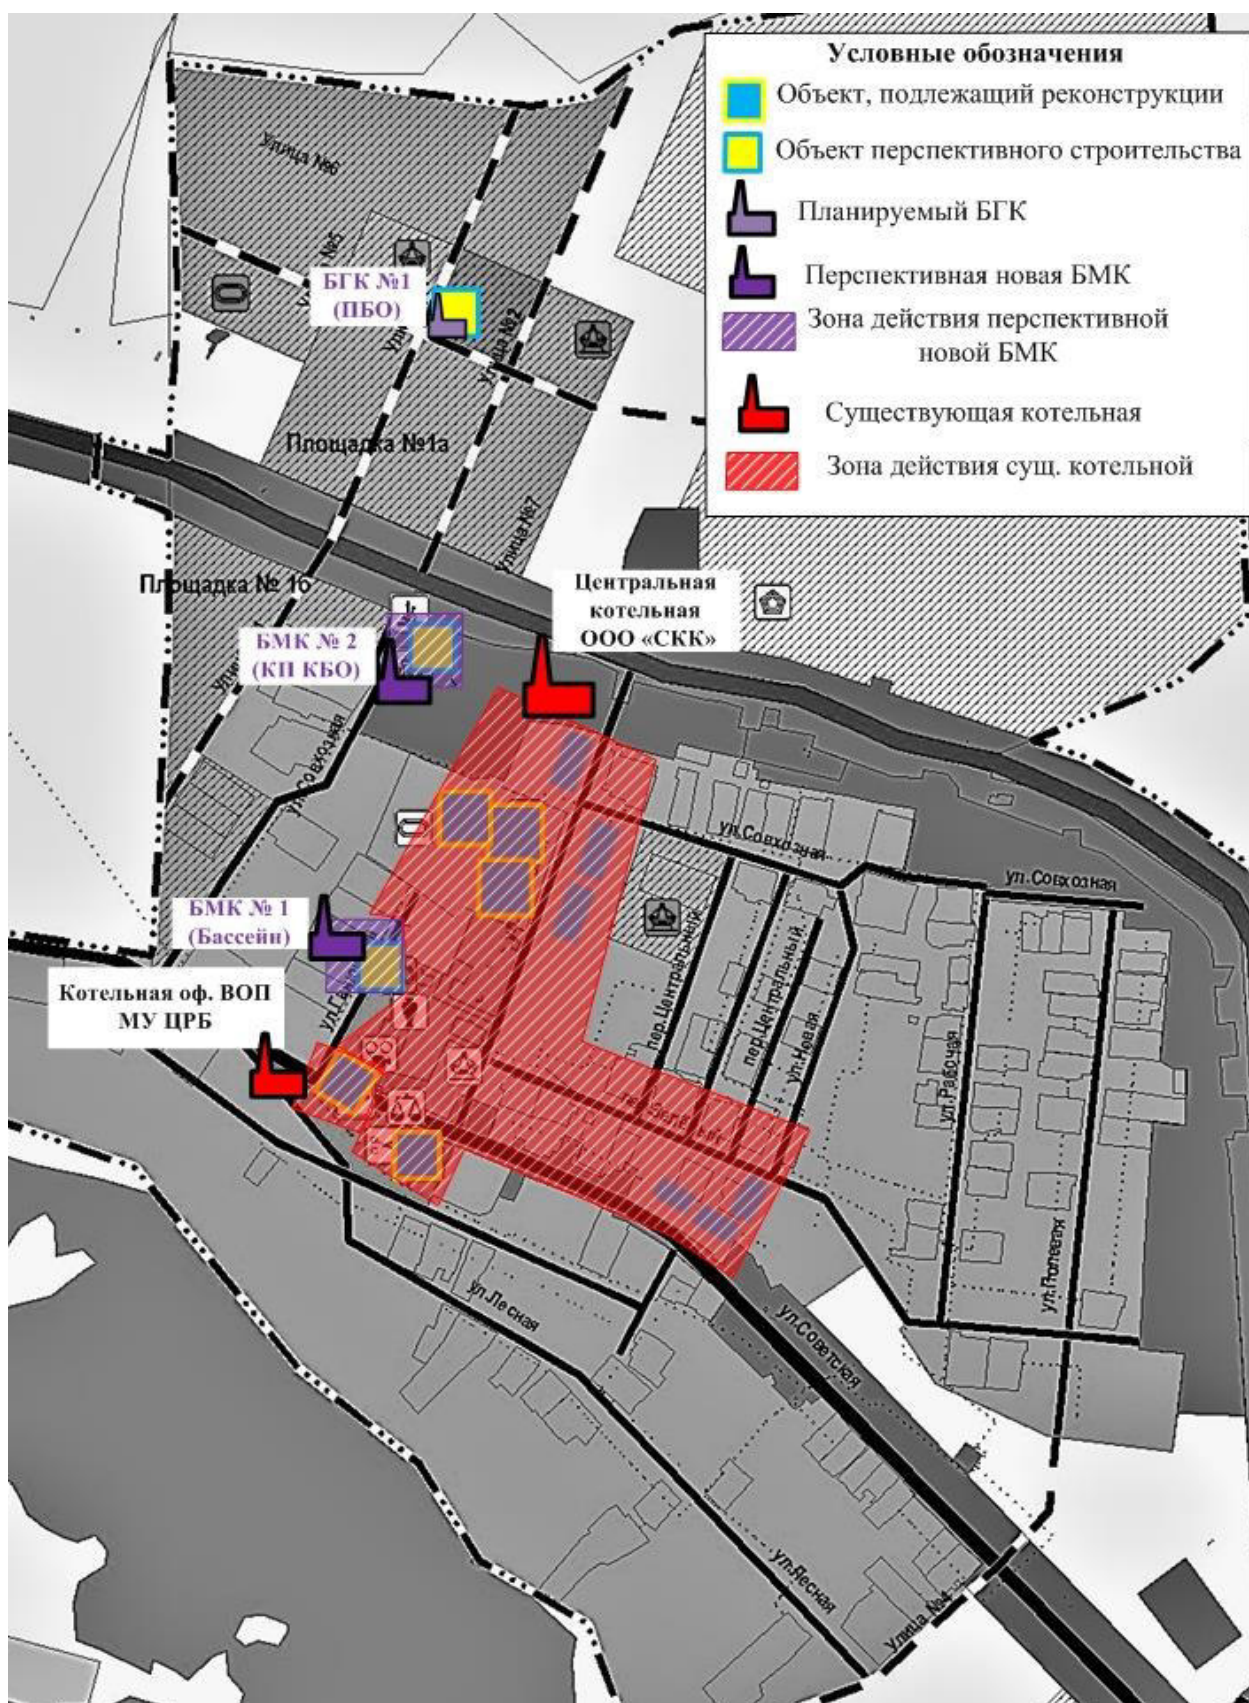 Условные обозначения
Объект, подлежащий реконструкции
Объект перспективного строительства
Планируемый БГК
Перспективная новая БМК
Зона действия перспективной
новой БМК
Существующая котельная
Зона действия сущ. котельной
Улица №6
БГК №1
(ПБО)
Улица №2
Площадка №1а
Улица №7
Площадка № 1б
Центральная
котельная
ООО «СКК»
БМК № 2
(КП КБО)
ул.Совхозная
ул.Совхозная
ул.Совхозная
БМК № 1
(Бассейн)
Котельная оф. ВОП
МУ ЦРБ
пер.Центральный
пер.Центральный
ул.Новая
ул.Рабочая
ул.Полевая
ул.Лесная
ул.Советская
ул.Лесная
Улица №4